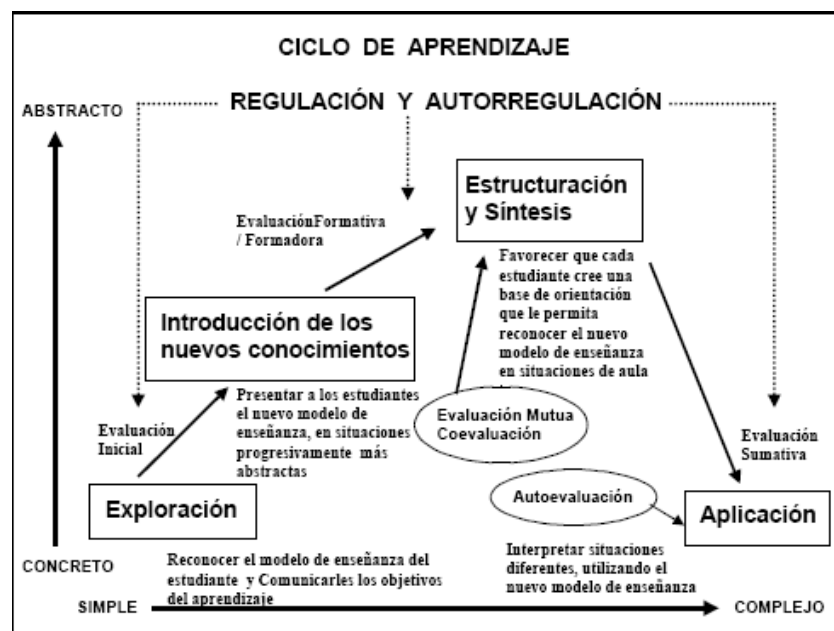 CICLO DE APRENDIZAJE
REGULACIÓN Y AUTORREGULACIÓN
ABSTRACTO
Estructuración
y Síntesis
EvaluaciónFormativa
/ Formadora
Favorecer que cada
estudiante cree una
base de orientación
que le permita
reconocer el nuevo
modelo de enseñanza
en situaciones de aula
Introducción de los
nuevos conocimientos
Presentar a los estudiantes
el nuevo modelo de
enseñanza, en situaciones
progresivamente más
abstractas
Evaluación Mutua
Coevaluación
Evaluación
Inicial
Evaluación
Sumativa
Exploración
Autoevaluación
Aplicación
CONCRETO
Reconocer el modelo de enseñanza del
estudiante y Comunicarles los objetivos
del aprendizaje
Interpretar situaciones
diferentes, utilizando el
nuevo modelo de enseñanza
SIMPLE
COMPLEJO